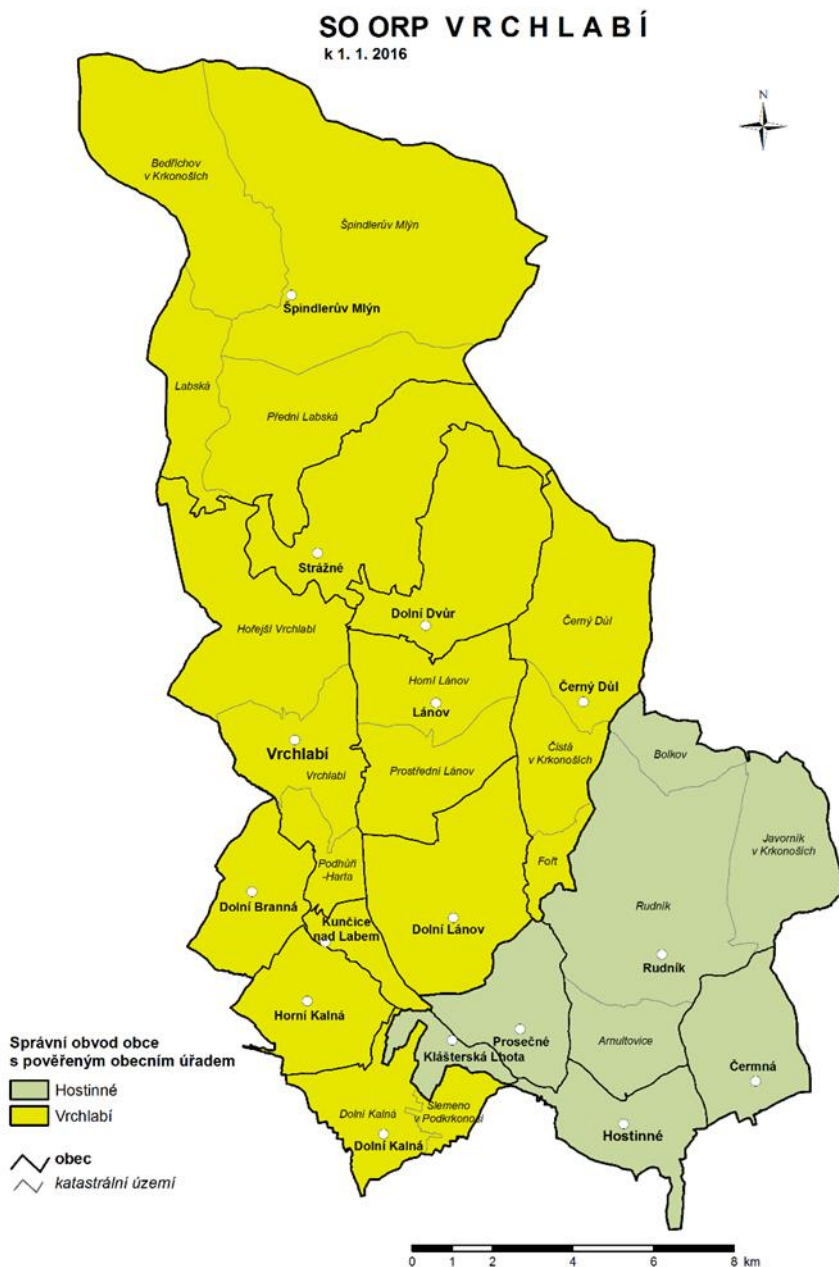 SO ORP V R C H L A B Í
k 1. 1. 2016
N
Bedřichov
v Krkonoších
Špindlerův Mlýn
Špindlerův Mlýn
Labská
Přední Labská
Strážné
Dolní Dvůr
Hořejší Vrchlabí
Černý Důl
Horní Lánov
Černý Důl
Lánov
Vrchlabí
Vrchlabí
Čistá
v Krkonoších
Bolkov
Prostřední Lánov
Javorník
v Krkonoších
Podhůří
-Harta
Fořt
Dolní Branná
Kunčice
nad Labem
Dolní Lánov
Rudník
Rudník
Horní Kalná
Prosečné
Klášterská Lhota
Arnultovice
Čermná
Správní obvod obce
s pověřeným obecním úřadem
Hostinné
Vrchlabí
Dolní Kalná
Slemeno
v Podkrkonoší
Dolní Kalná
Hostinné
obec
katastrální území
0 1 2 4 6 8 km